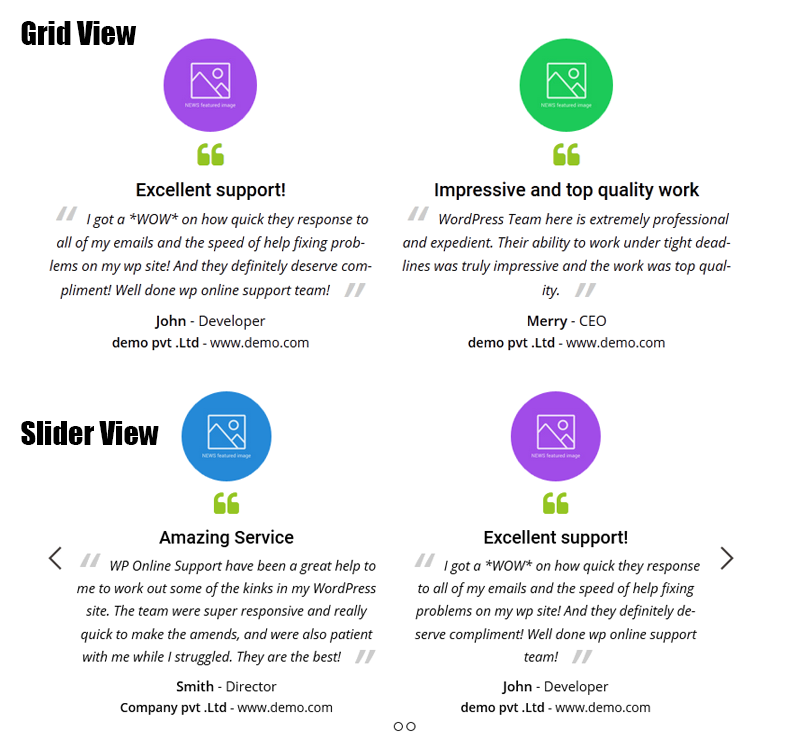 Grid View
NEWS featured image
Excellent support!
I got a *WOW* on how quick they response to
all of my emails and the speed of help fixing prob-
lems on my wp site! And they definitely deserve com-
pliment! Well done wp online support team!
John - Developer
demo pvt .Ltd - www.demo.com
NEWS featured image
Impressive and top quality work
WordPress Team here is extremely professional
and expedient. Their ability to work under tight dead-
lines was truly impressive and the work was top qual-
ity.
Merry - CEO
demo pvt .Ltd - www.demo.com
Slider View
NEWS featured image
Amazing Service
WP Online Support have been a great help to
me to work out some of the kinks in my WordPress
site. The team were super responsive and really
quick to make the amends, and were also patient
with me while I struggled. They are the best!
Smith - Director
Company pvt .Ltd - www.demo.com
NEWS featured image
Excellent support!
I got a *WOW* on how quick they response
to all of my emails and the speed of help fixing
problems on my wp site! And they definitely de-
serve compliment! Well done wp online support
team!
John - Developer
demo pvt .Ltd - www.demo.com